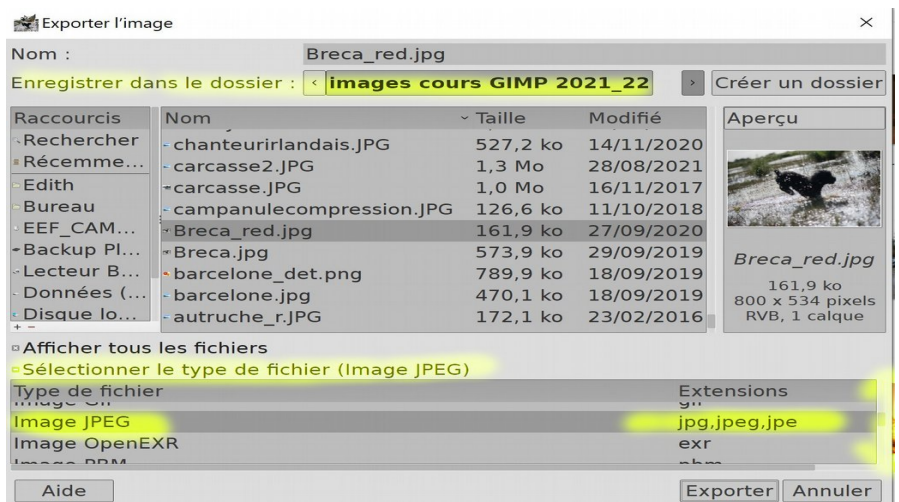 Exporter l'image
Nom : Breca_red.jpg
Enregistrer dans le dossier : images cours GIMP 2021_22 Créer un dossier
Raccourcis Nom Taille Modifié Aperçu
Rechercher chanteurirlandais.JPG 527,2 ko 14/11/2020
Récemme... carcasse2.JPG 1,3 Mo 28/08/2021
carcasse.JPG 1,0 Mo 16/11/2017
Edith
Bureau campanulecompression.JPG 126,6 ko 11/10/2018
EEF_CAM... Breca_red.jpg 161,9 ko 27/09/2020
Backup Pl... Breca.jpg 573,9 ko 29/09/2019
Lecteur B... barcelone_det.png 789,9 ko 18/09/2019
Données (... barcelone.jpg 470,1 ko 18/09/2019
Disque lo... autruche_r.JPG 172,1 ko 23/02/2016
Breca_red.jpg
161,9 ko
800 x 534 pixels
RVB, 1 calque
+ -
Afficher tous les fichiers
Sélectionner le type de fichier (Image JPEG)
Type de fichier Extensions
Image JPEG jpg,jpeg,jpe
Image OpenEXR exr
Aide Exporter Annuler